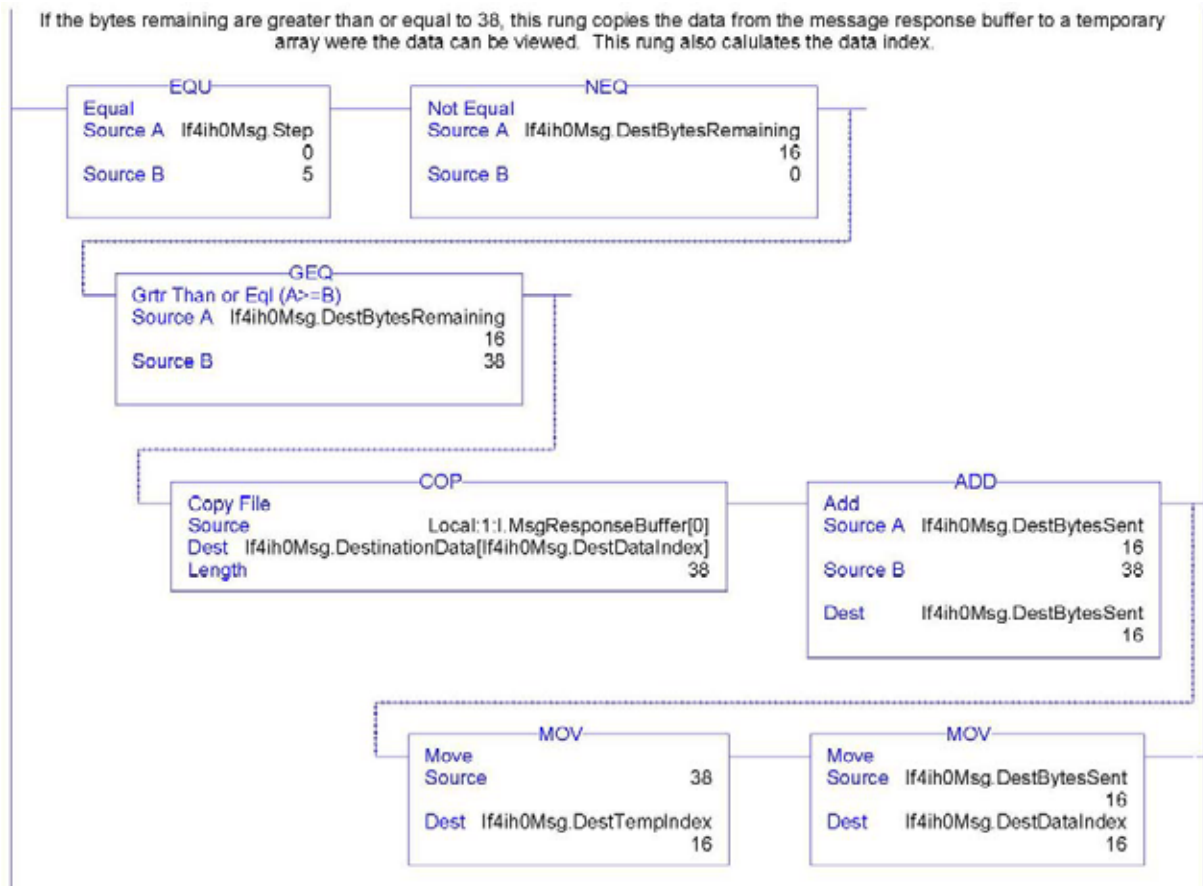 If the bytes remaining are greater than or equal to 38, this rung copies the data from the message response buffer to a temporary
array were the data can be viewed. This rung also calulates the data index.
EQU
Equal
Source A If4ih0Msg.Step
0
Source B 5
NEQ
Not Equal
Source A If4ih0Msg.DestBytesRemaining
16
Source B 0
GEQ
Grtr Than or Eql (A>=B)
Source A If4ih0Msg.DestBytesRemaining
16
Source B 38
COP
Copy File
Source Local:1:I.MsgResponseBuffer[0]
Dest If4ih0Msg.DestinationData[If4ih0Msg.DestDataIndex]
Length 38
ADD
Add
Source A If4ih0Msg.DestBytesSent
16
Source B 38
Dest If4ih0Msg.DestBytesSent
16
MOV
Move
Source 38
Dest If4ih0Msg.DestTempIndex
16
MOV
Move
Source If4ih0Msg.DestBytesSent
16
Dest If4ih0Msg.DestDataIndex
16